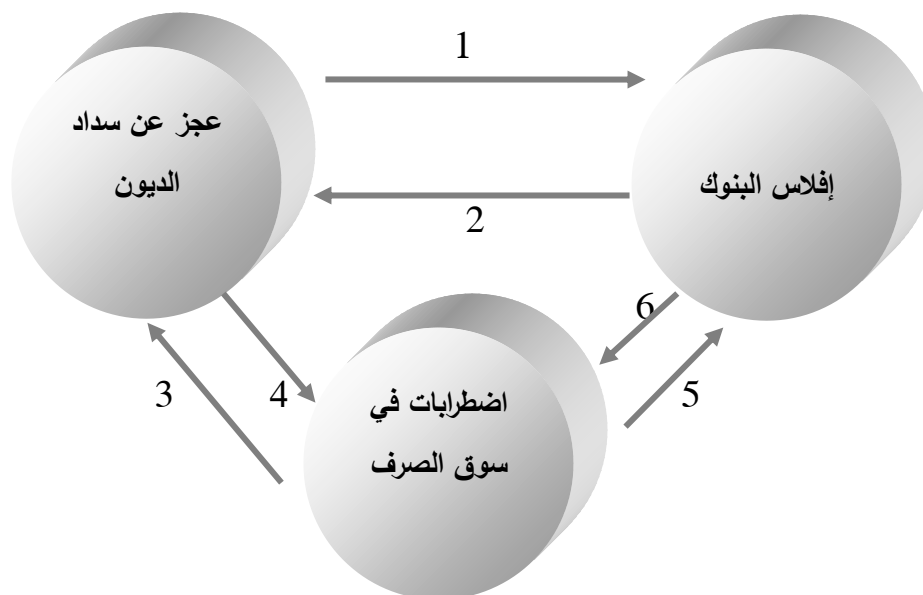 1
عجز عن سداد
الديون
إفلاس البنوك
2
6
3
4
5
اضطرابات في
سوق الصرف